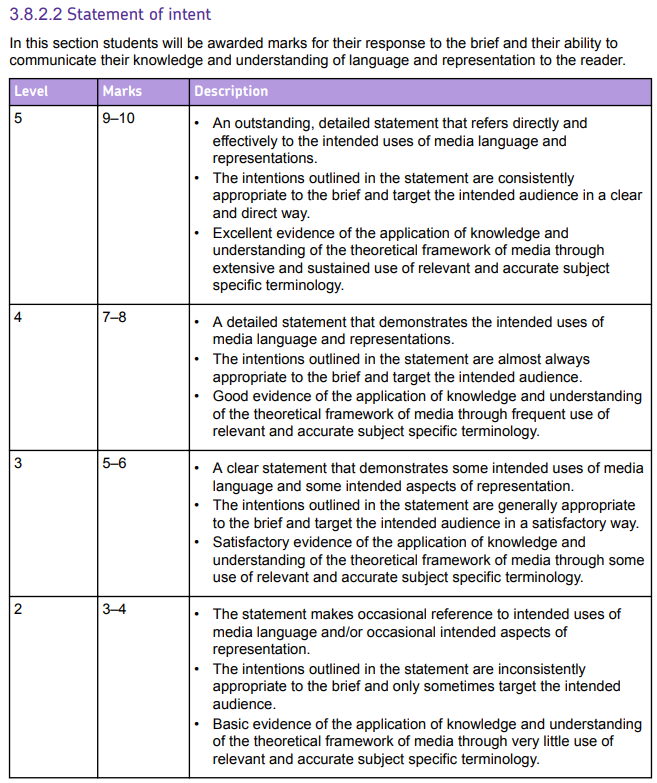 3.8.2.2 Statement of intent
In this section students will be awarded marks for their response to the brief and their ability to
communicate their knowledge and understanding of language and representation to the reader.
Level Marks Description
5 9–10 • An outstanding, detailed statement that refers directly and
effectively to the intended uses of media language and
representations.
• The intentions outlined in the statement are consistently
appropriate to the brief and target the intended audience in a clear
and direct way.
• Excellent evidence of the application of knowledge and
understanding of the theoretical framework of media through
extensive and sustained use of relevant and accurate subject
specific terminology.
4 7–8 • A detailed statement that demonstrates the intended uses of
media language and representations.
• The intentions outlined in the statement are almost always
appropriate to the brief and target the intended audience.
• Good evidence of the application of knowledge and understanding
of the theoretical framework of media through frequent use of
relevant and accurate subject specific terminology.
3 5–6 • A clear statement that demonstrates some intended uses of media
language and some intended aspects of representation.
• The intentions outlined in the statement are generally appropriate
to the brief and target the intended audience in a satisfactory way.
• Satisfactory evidence of the application of knowledge and
understanding of the theoretical framework of media through some
use of relevant and accurate subject specific terminology.
2 3–4 • The statement makes occasional reference to intended uses of
media language and/or occasional intended aspects of
representation.
• The intentions outlined in the statement are inconsistently
appropriate to the brief and only sometimes target the intended
audience.
• Basic evidence of the application of knowledge and understanding
of the theoretical framework of media through very little use of
relevant and accurate subject specific terminology.